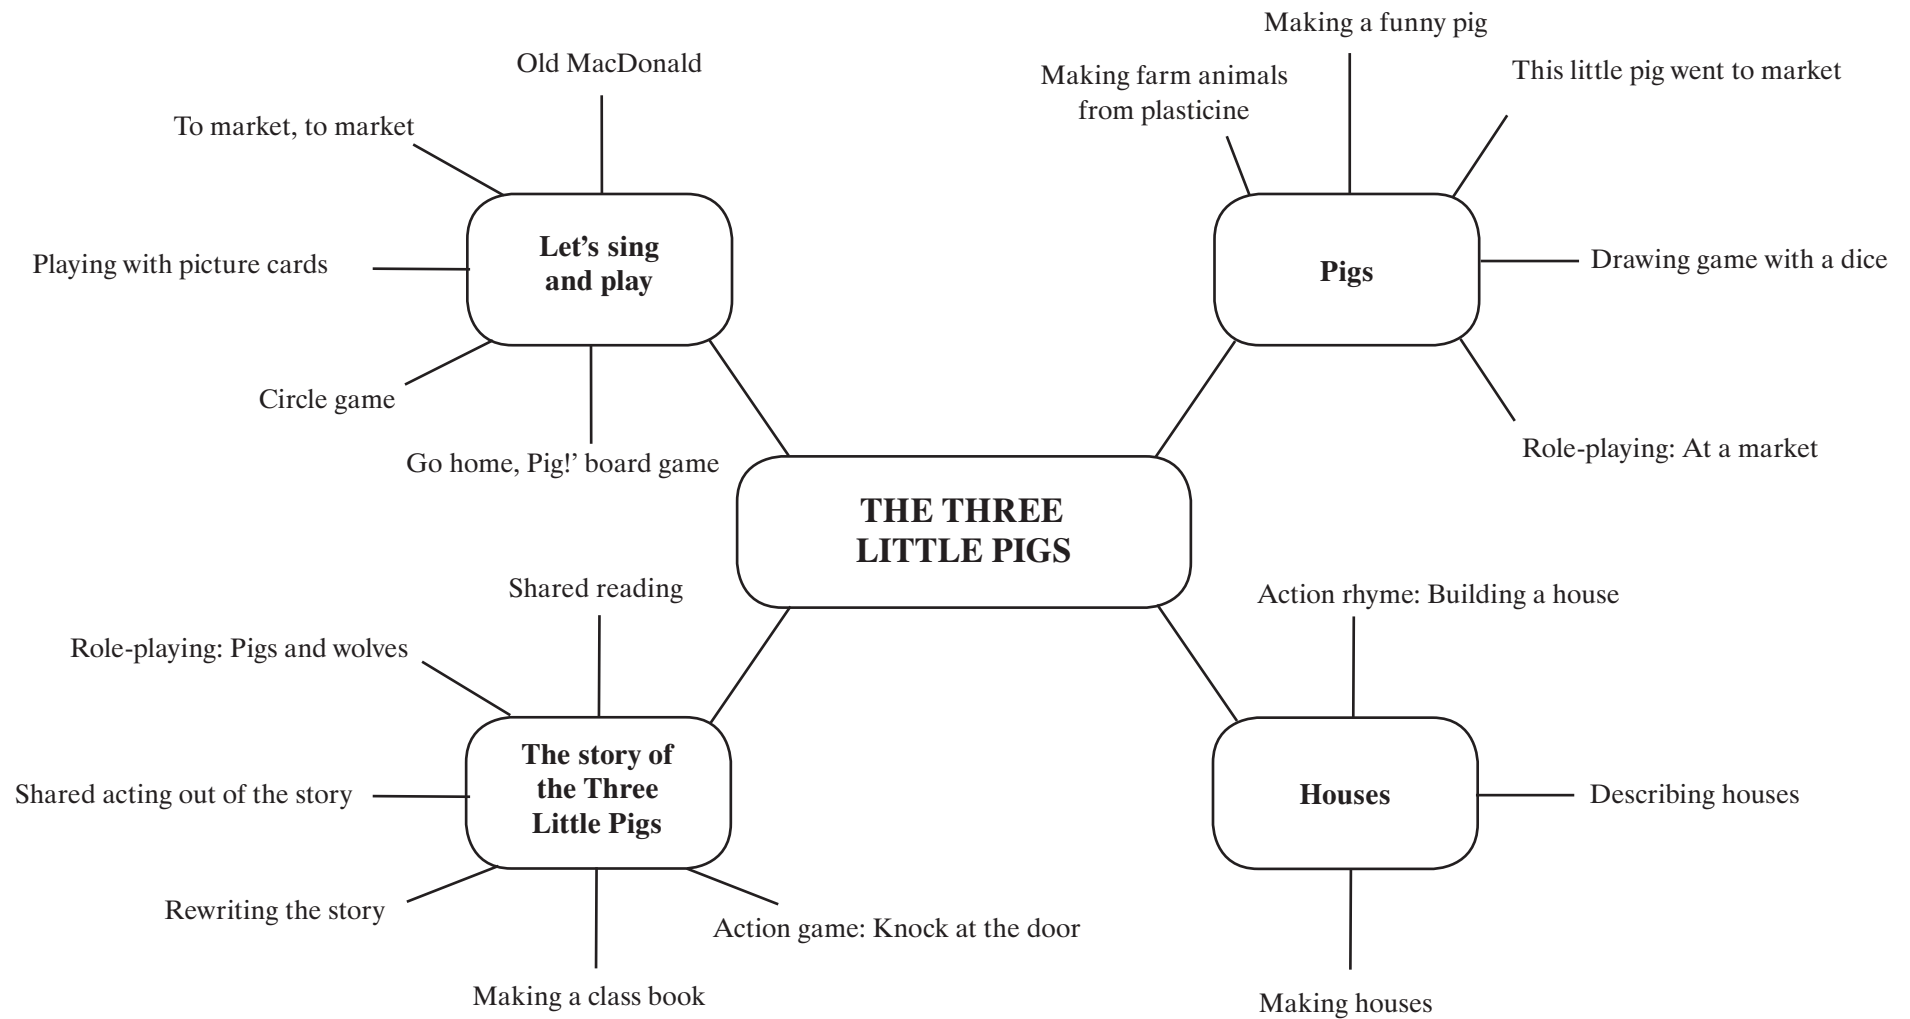 Making a funny pig
Old MacDonald
Making farm animals
from plasticine
This little pig went to market
To market, to market
Let’s sing
and play
Playing with picture cards
Pigs
Drawing game with a dice
Circle game
Go home, Pig!’ board game
Role-playing: At a market
THE THREE
LITTLE PIGS
Shared reading
Role-playing: Pigs and wolves
The story of
the Three
Little Pigs
Shared acting out of the story
Rewriting the story
Making a class book
Action game: Knock at the door
Action rhyme: Building a house
Houses
Describing houses
Making houses